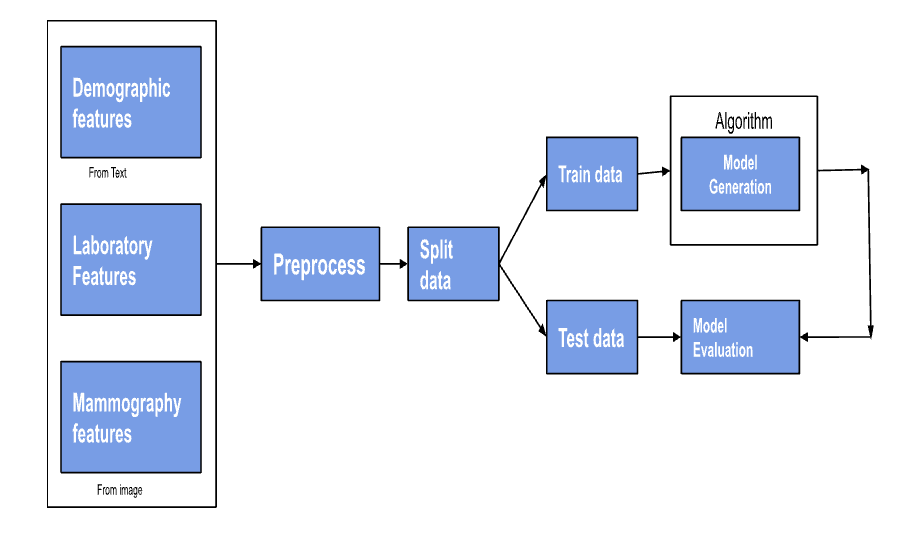 Demographic
features
From Text
Laboratory
Features
Mammography
features
From image
Preprocess
Split
data
Train data
Test data
Algorithm
Model
Generation
Model
Evaluation